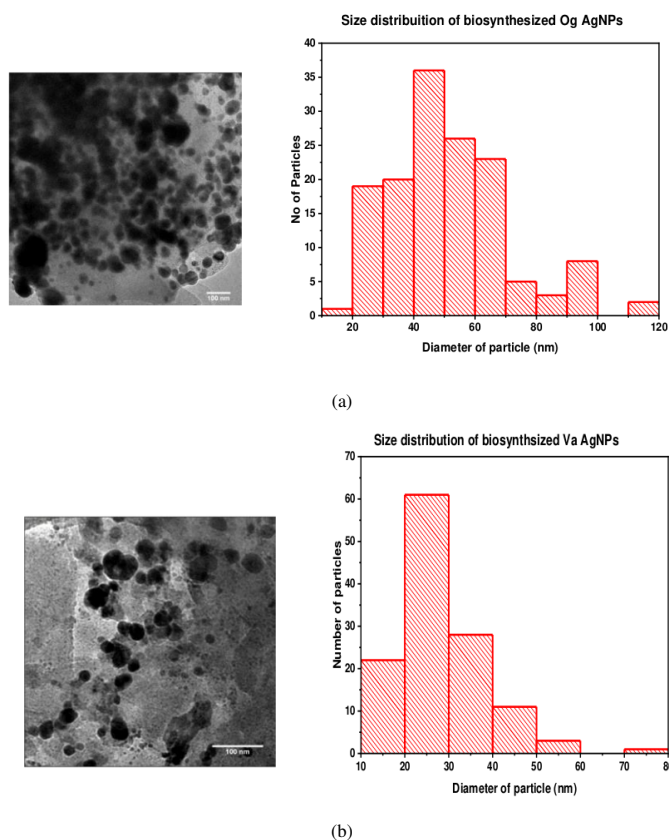 Size distribuition of biosynthesized Og AgNPs
40
35
30
25
20
15
10
5
0
No of Particles
20 40 60 80 100 120
Diameter of particle (nm)
100 nm
(a)
Size distribution of biosynthsized Va AgNPs
70
60
50
40
30
20
10
0
Number of particles
10 20 30 40 50 60 70 80
Diameter of particle (nm)
100 nm
(b)